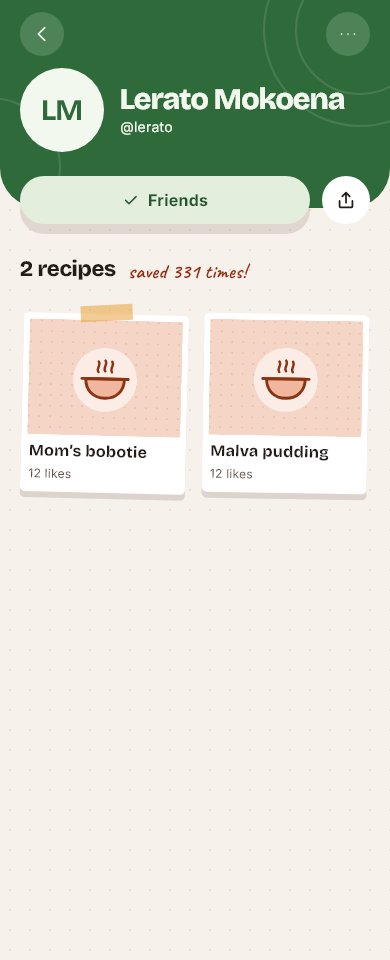 LM
Lerato Mokoena
@lerato
Friends
2 recipes saved 331 times!
Mom's bobotie
12 likes
Malva pudding
12 likes